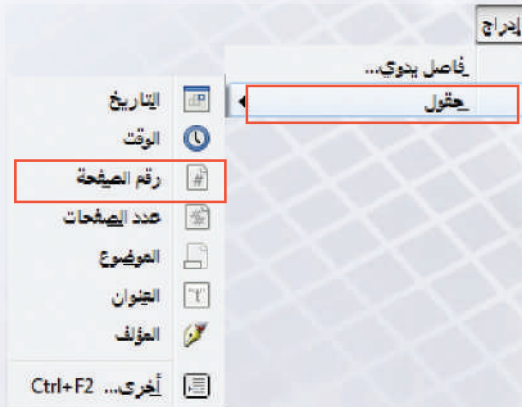 إدراج
فاصل يدوي...
حقول
التاريخ
الوقت
رقم الصفحة
عدد الصفحات
الموضوع
العنوان
المؤلف
أخرى... Ctrl+F2